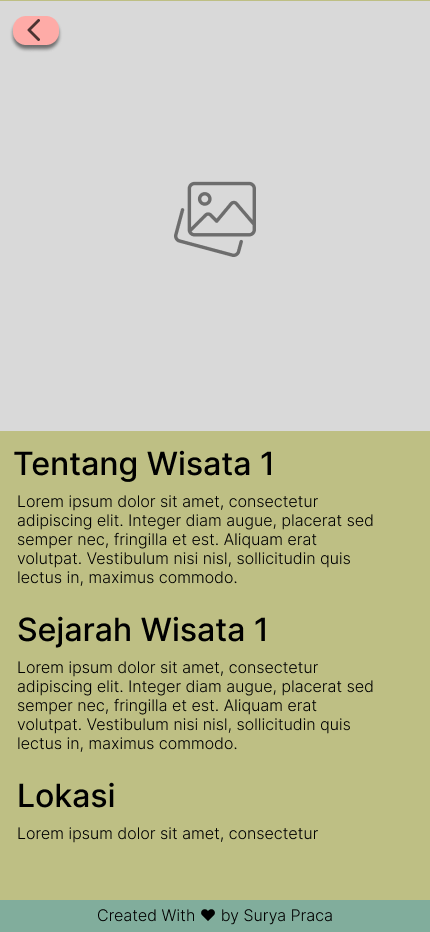 Tentang Wisata 1
Lorem ipsum dolor sit amet, consectetur
adipiscing elit. Integer diam augue, placerat sed
semper nec, fringilla et est. Aliquam erat
volutpat. Vestibulum nisi nisl, sollicitudin quis
lectus in, maximus commodo.
Sejarah Wisata 1
Lorem ipsum dolor sit amet, consectetur
adipiscing elit. Integer diam augue, placerat sed
semper nec, fringilla et est. Aliquam erat
volutpat. Vestibulum nisi nisl, sollicitudin quis
lectus in, maximus commodo.
Lokasi
Lorem ipsum dolor sit amet, consectetur
Created With ♥ by Surya Praca